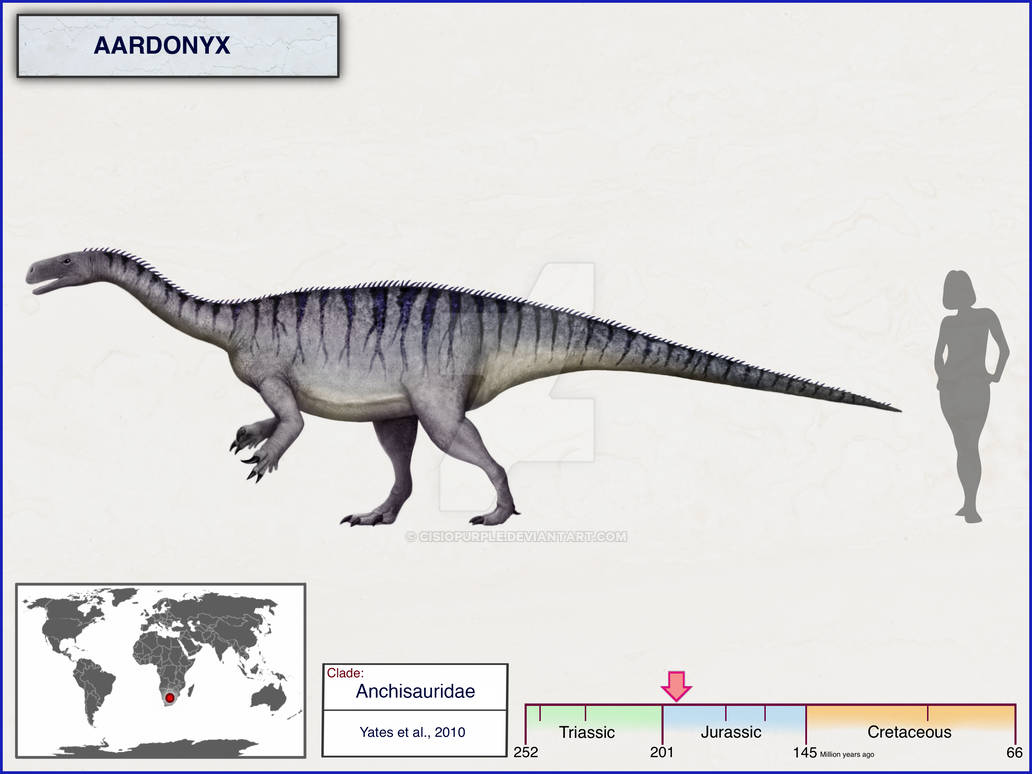 AARDONYX
© CISIOPURPLE.DEVIANTART.COM
Clade:
Anchisauridae
Yates et al., 2010
Triassic Jurassic Cretaceous
252 201 145 Million years ago 66